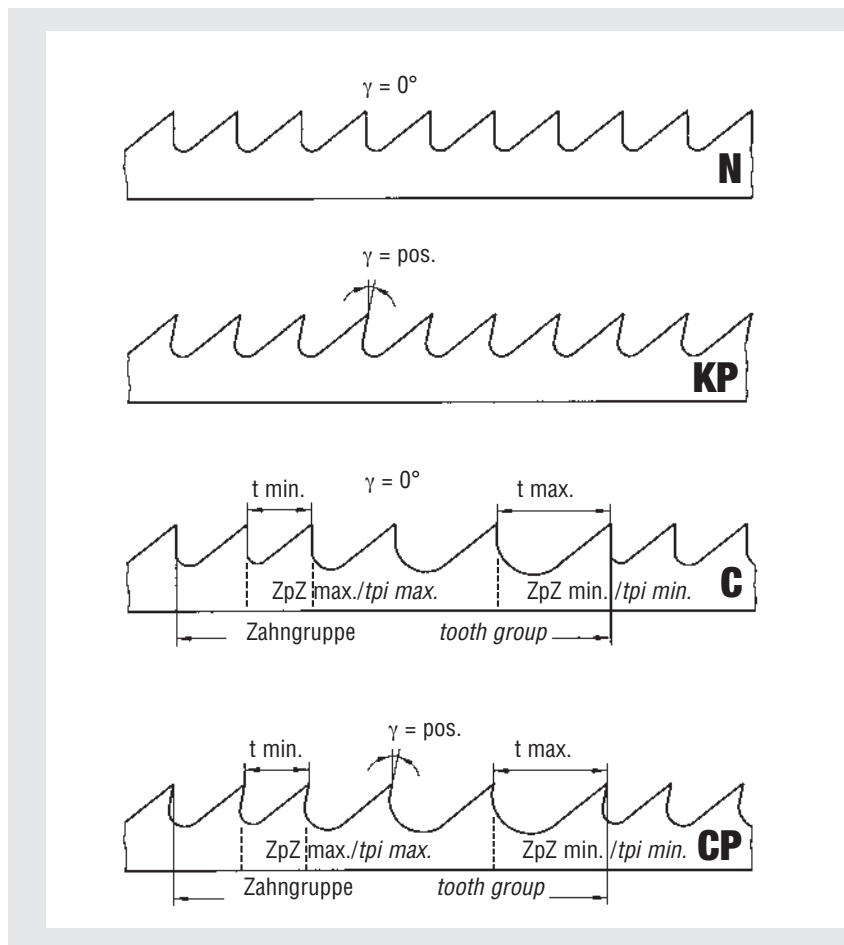 γ = 0°
N
γ = pos.
KP
γ = 0°
t min. t max.
ZpZ max./tpi max. ZpZ min./tpi min. C
Zahngruppe tooth group
γ = pos.
t min. t max.
ZpZ max./tpi max. ZpZ min./tpi min. CP
Zahngruppe tooth group